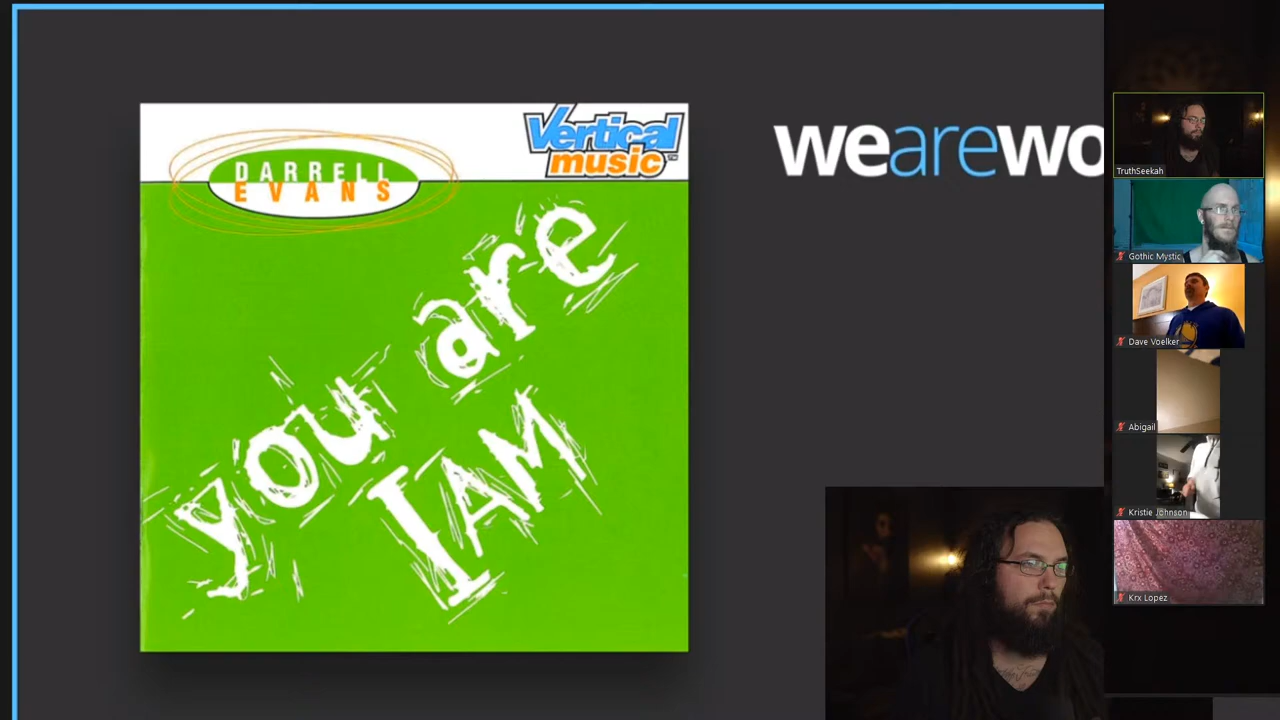 DARRELL
EVANS
Vertical
music
you are
I AM
wearewo
TruthSeekah
Gothic Mystic
Dave Voelker
Abigail
Kristie Johnson
Krx Lopez